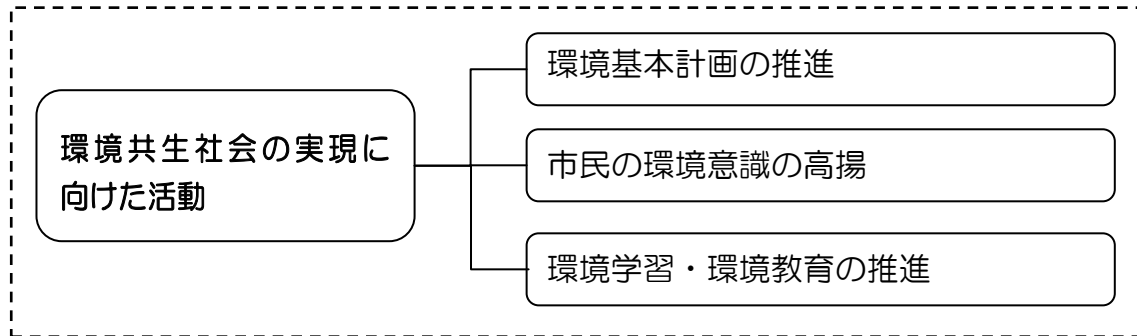 環境共生社会の実現に
向けた活動
環境基本計画の推進
市民の環境意識の高揚
環境学習・環境教育の推進